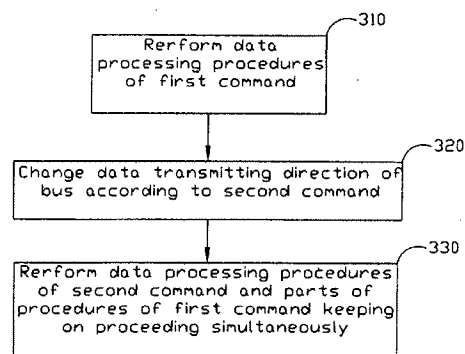 310
Rerform data
processing procedures
of first command
320
Change data transmitting direction of
bus according to second command
330
Rerform data processing procedures
of second command and parts of
procedures of first command keeping
on proceeding simultaneously